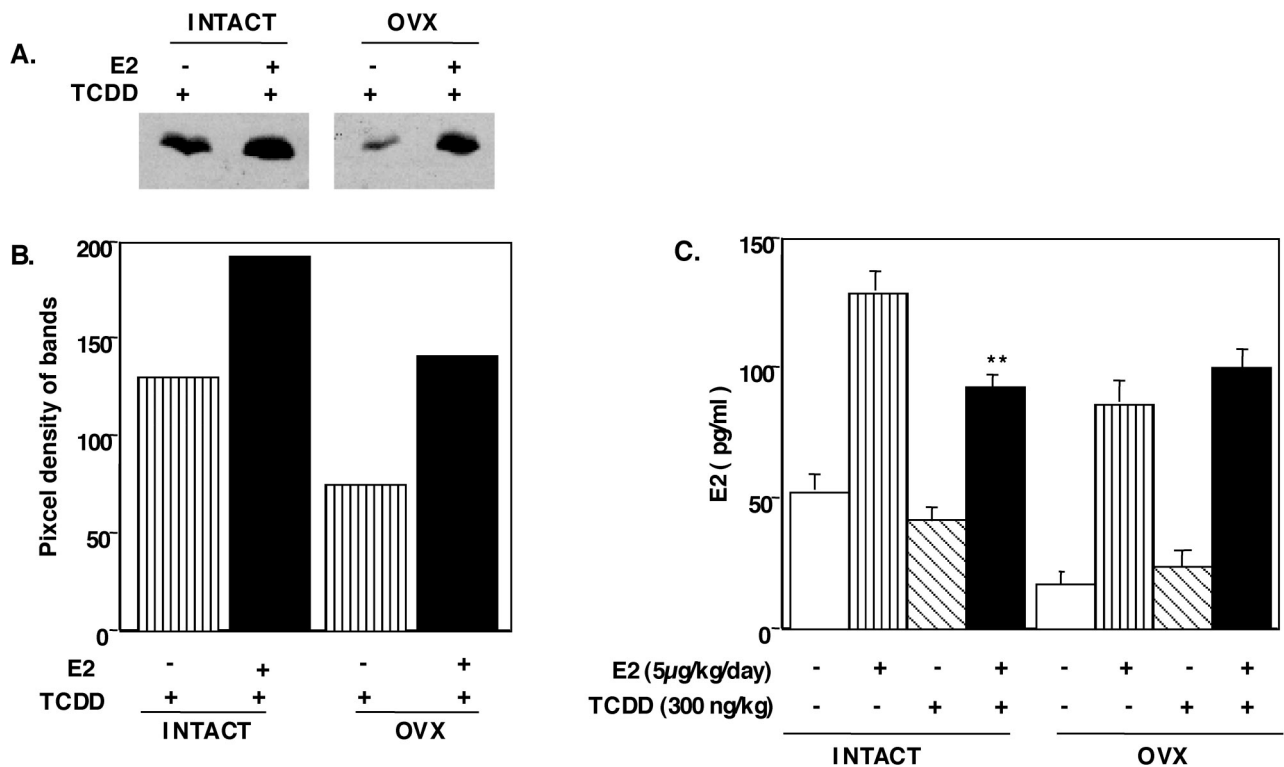 INTACT OVX
A.
E2 - + - +
TCDD + + + +
B.
Pixcel density of bands
200
150
100
50
0
E2 - + - +
TCDD + + + +
INTACT OVX
C.
E2 ( pg/ml )
150
100
50
0
**
E2 (5µg/kg/day) - + - + - + - +
TCDD (300 ng/kg) - - + + - - + +
INTACT OVX